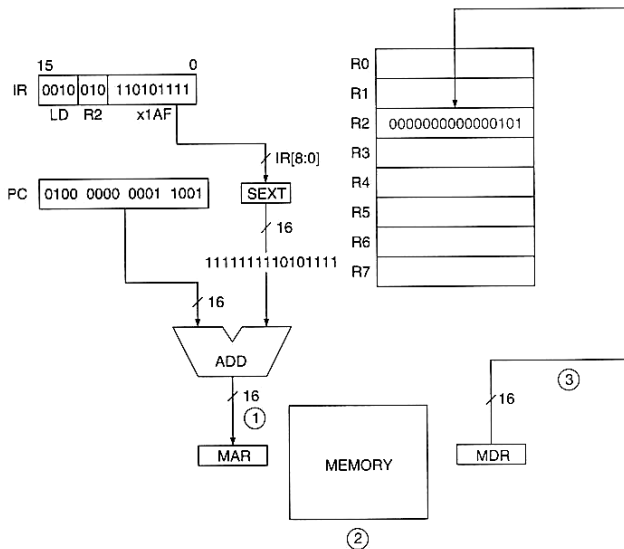 15 0
IR 0010 010 110101111
LD R2 x1AF
IR[8:0]
PC 0100 0000 0001 1001
SEXT
16
1111111110101111
16
ADD
16
①
MAR
R0
R1
R2 0000000000000101
R3
R4
R5
R6
R7
MEMORY
②
③
16
MDR